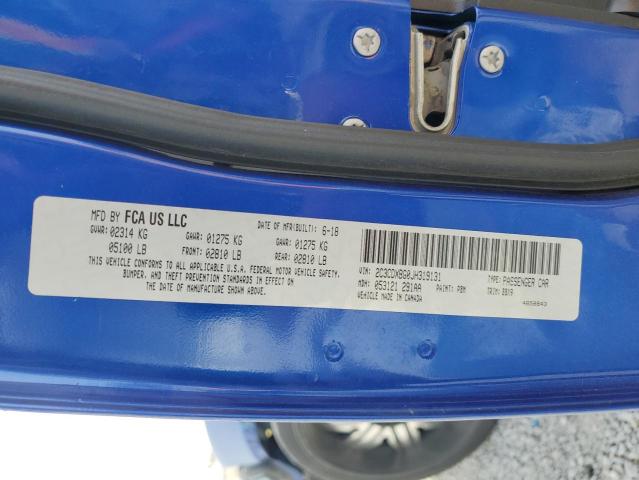 MFD BY FCA US LLC DATE OF MFR(BUILT): 6-18
GVWR: 02314 KG GAWR: 01275 KG GAWR: 01275 KG
05100 LB FRONT: 02810 LB REAR: 02810 LB
THIS VEHICLE CONFORMS TO ALL APPLICABLE U.S.A. FEDERAL MOTOR VEHICLE SAFETY,
BUMPER, AND THEFT PREVENTION STANDARDS IN EFFECT ON
THE DATE OF MANUFACTURE SHOWN ABOVE.
VIN: 2C3CDXBG0JH319131 TYPE: PASSENGER CAR
MDH: 053121 291AA PAINT: PBM TRIM: B8X9
MADE IN CANADA